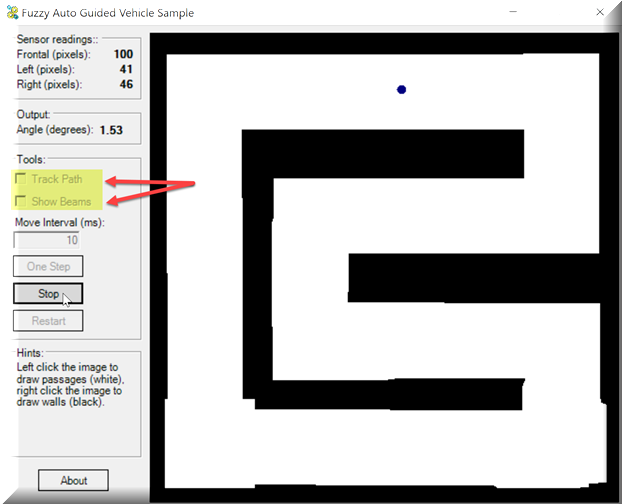 Fuzzy Auto Guided Vehicle Sample
Sensor readings::
Frontal (pixels): 100
Left (pixels): 41
Right (pixels): 46
Output:
Angle (degrees): 1.53
Tools:
Track Path
Show Beams
Move Interval (ms):
10
One Step
Stop
Restart
Hints:
Left click the image to
draw passages (white),
right click the image to
draw walls (black).
About